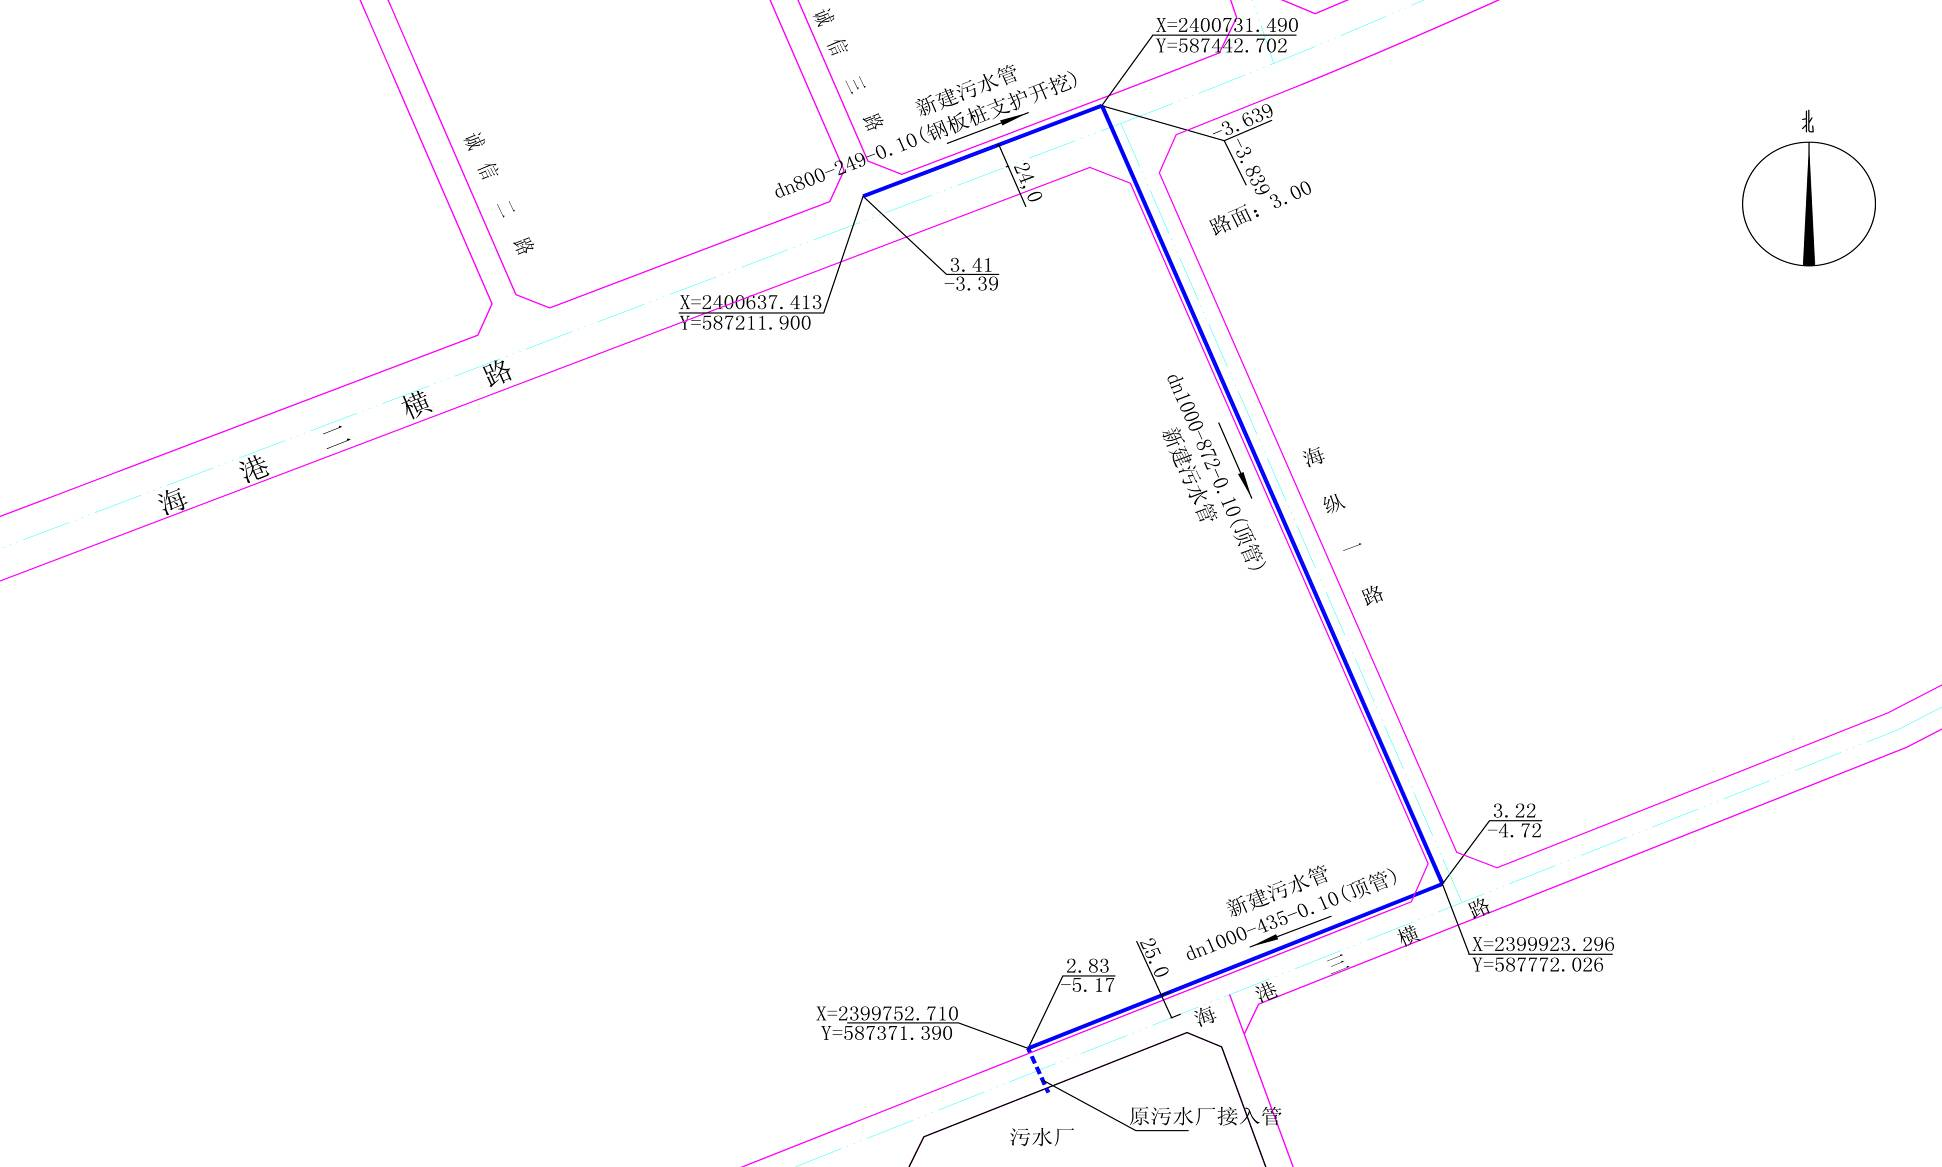 诚信三路
诚信二路
X=2400731.490
Y=587442.702
新建污水管
dn800-249-0.10(钢板桩支护开挖)
-3.639
-3.839
路面：3.00
北
24,0
3.41
-3.39
X=2400637.413
Y=587211.900
海港二横路
dn1000-872-0.10(顶管)
新建污水管
海纵一路
3.22
-4.72
新建污水管
dn1000-435-0.10(顶管)
25.0
2.83
-5.17
X=2399923.296
Y=587772.026
X=2399752.710
Y=587371.390
海港三横路
原污水厂接入管
污水厂